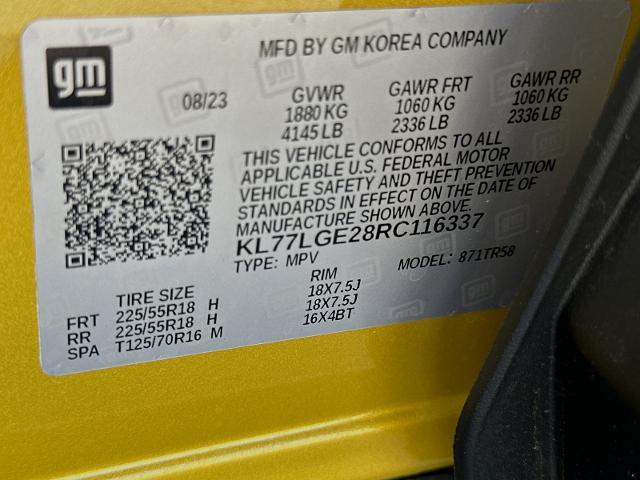 gm
MFD BY GM KOREA COMPANY
08/23
GVWR GAWR FRT GAWR RR
1880 KG 1060 KG 1060 KG
4145 LB 2336 LB 2336 LB
THIS VEHICLE CONFORMS TO ALL
APPLICABLE U.S. FEDERAL MOTOR
VEHICLE SAFETY AND THEFT PREVENTION
STANDARDS IN EFFECT ON THE DATE OF
MANUFACTURE SHOWN ABOVE.
KL77LGE28RC116337
TYPE: MPV MODEL: 871TR58
TIRE SIZE RIM
FRT 225/55R18 H 18X7.5J
RR 225/55R18 H 18X7.5J
SPA T125/70R16 M 16X4BT